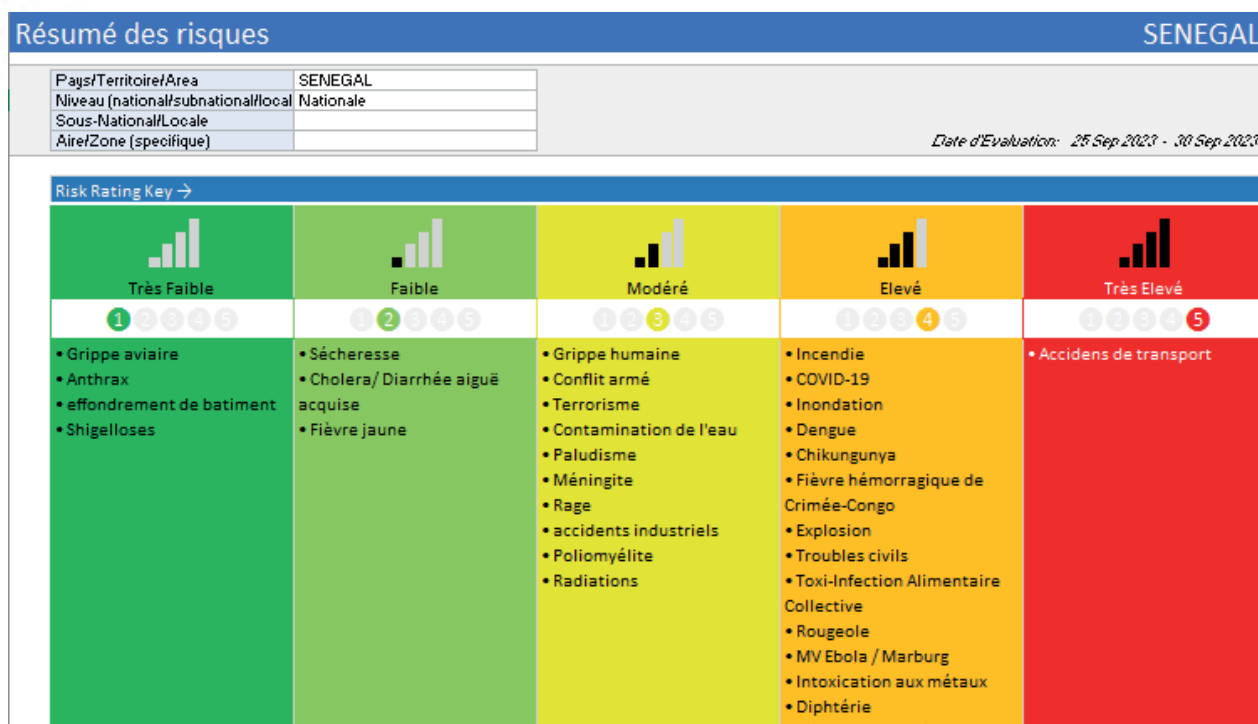 Résumé des risques SENEGAL
Pays/Territoire/Area SENEGAL
Niveau (national/subnational/local Nationale
Sous-National/Locale
Aire/Zone (specifique)
Date d'Evaluation: 25 Sep 2023 - 30 Sep 2023
Risk Rating Key →
Très Faible
1 2 3 4 5
• Grippe aviaire
• Anthrax
• effondrement de batiment
• Shigelloses
Faible
1 2 3 4 5
• Sécheresse
• Cholera/ Diarrhée aiguë
acquise
• Fièvre jaune
Modéré
1 2 3 4 5
• Grippe humaine
• Conflit armé
• Terrorisme
• Contamination de l'eau
• Paludisme
• Méningite
• Rage
• accidents industriels
• Poliomyélite
• Radiations
Elevé
1 2 3 4 5
• Incendie
• COVID-19
• Inondation
• Dengue
• Chikungunya
• Fièvre hémorragique de
Crimée-Congo
• Explosion
• Troubles civils
• Toxi-Infection Alimentaire
Collective
• Rougeole
• MV Ebola / Marburg
• Intoxication aux métaux
• Diphtérie
Très Elevé
1 2 3 4 5
• Accidens de transport